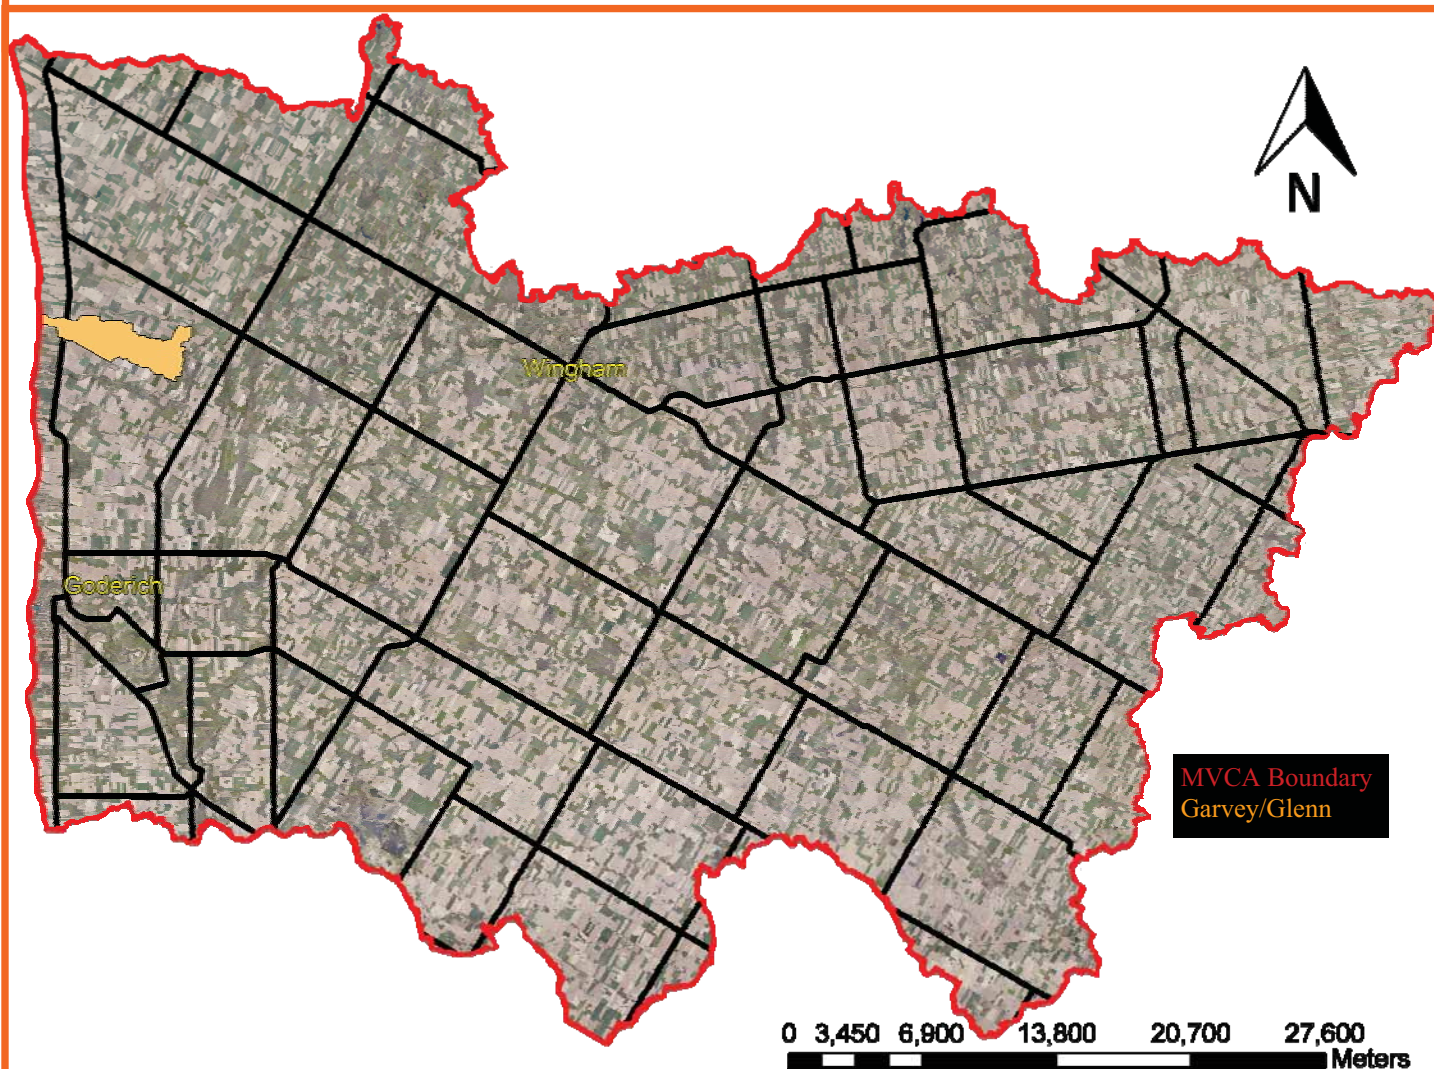 N
Wingham
Goderich
MVCA Boundary
Garvey/Glenn
0 3,450 6,900 13,800 20,700 27,600
Meters